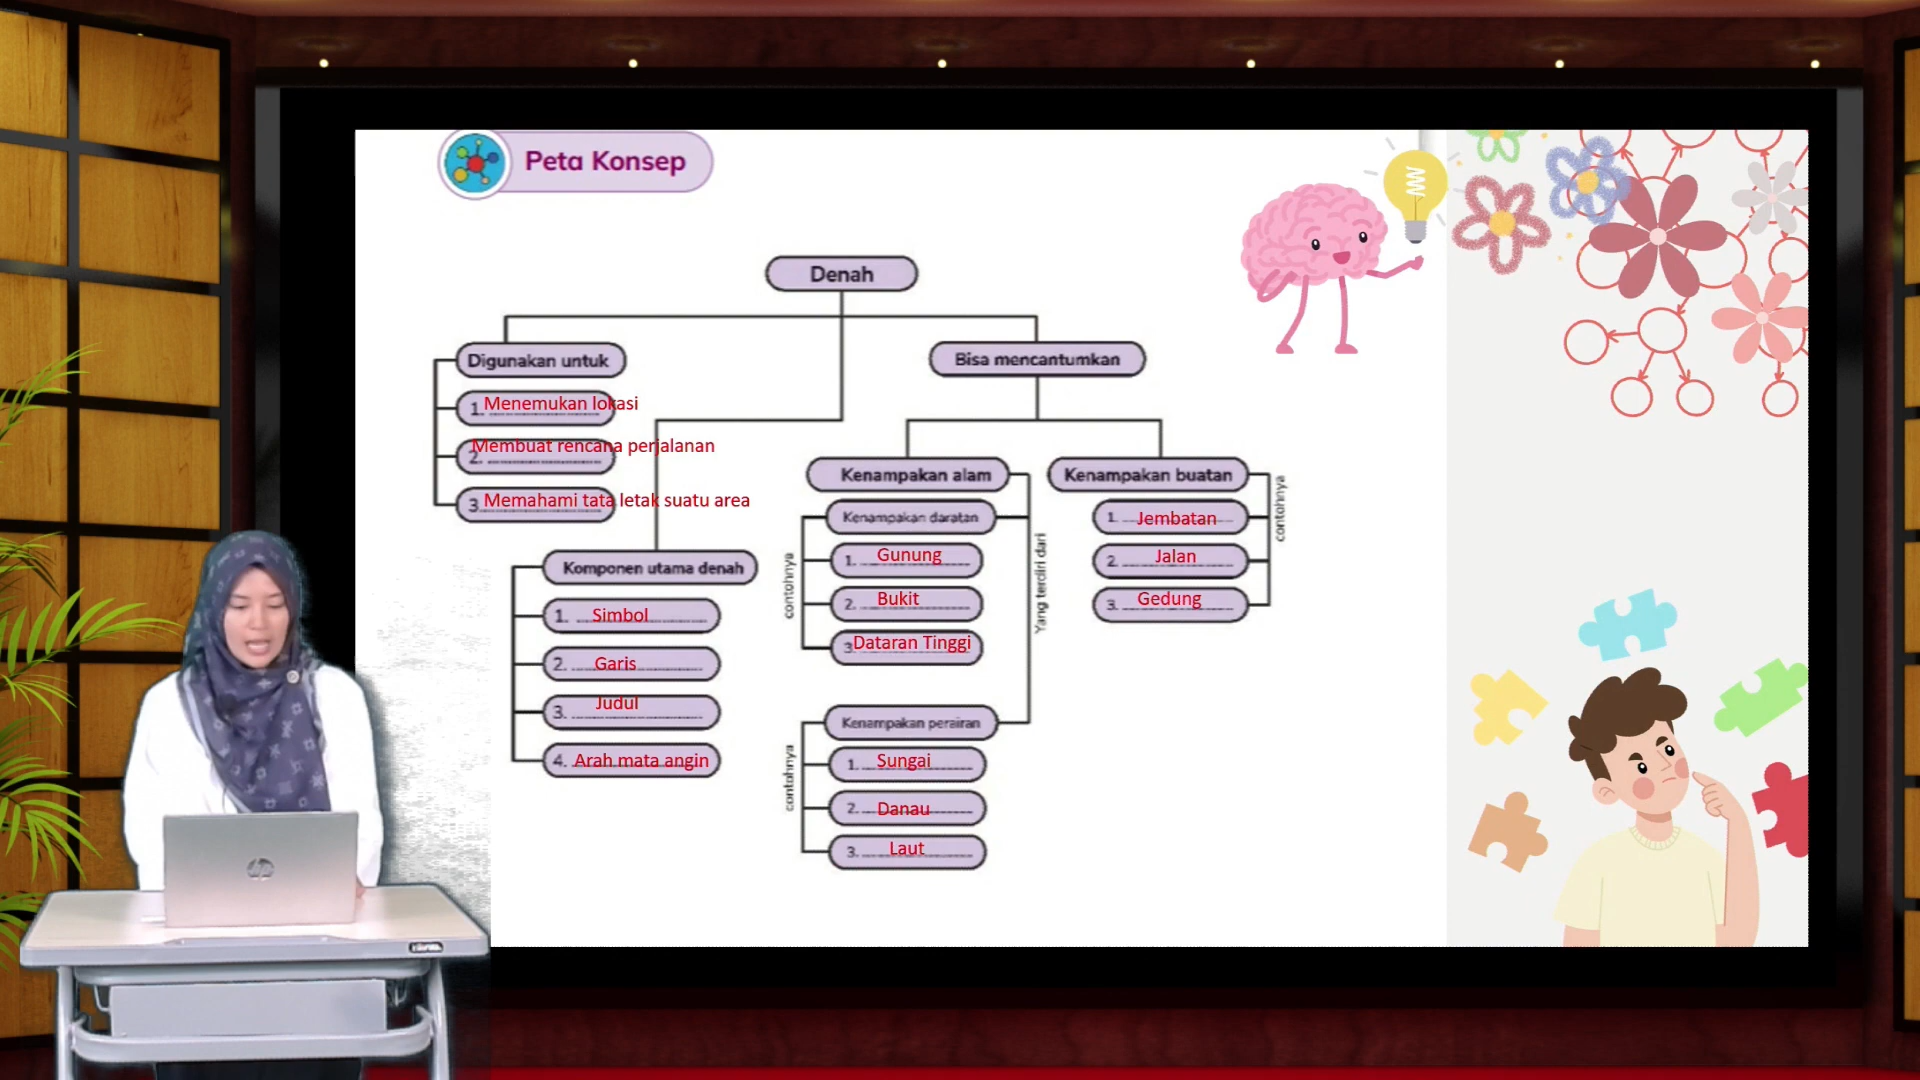 Peta Konsep
Denah
Digunakan untuk
1. Menemukan lokasi
2. Membuat rencana perjalanan
3. Memahami tata letak suatu area
Komponen utama denah
1. Simbol
2. Garis
3. Judul
4. Arah mata angin
Bisa mencantumkan
Kenampakan alam
Yang terdiri dari
Kenampakan daratan
contohnya
1. Gunung
2. Bukit
3. Dataran Tinggi
Kenampakan perairan
contohnya
1. Sungai
2. Danau
3. Laut
Kenampakan buatan
contohnya
1. Jembatan
2. Jalan
3. Gedung
hp